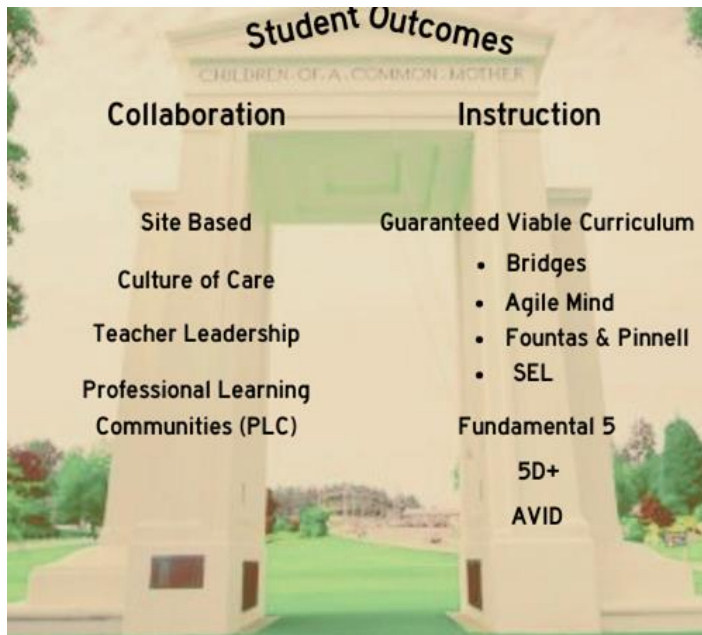 Student Outcomes
CHILDREN OF A COMMON MOTHER
Collaboration
Site Based
Culture of Care
Teacher Leadership
Professional Learning
Communities (PLC)
Instruction
Guaranteed Viable Curriculum
• Bridges
• Agile Mind
• Fountas & Pinnell
• SEL
Fundamental 5
5D+
AVID